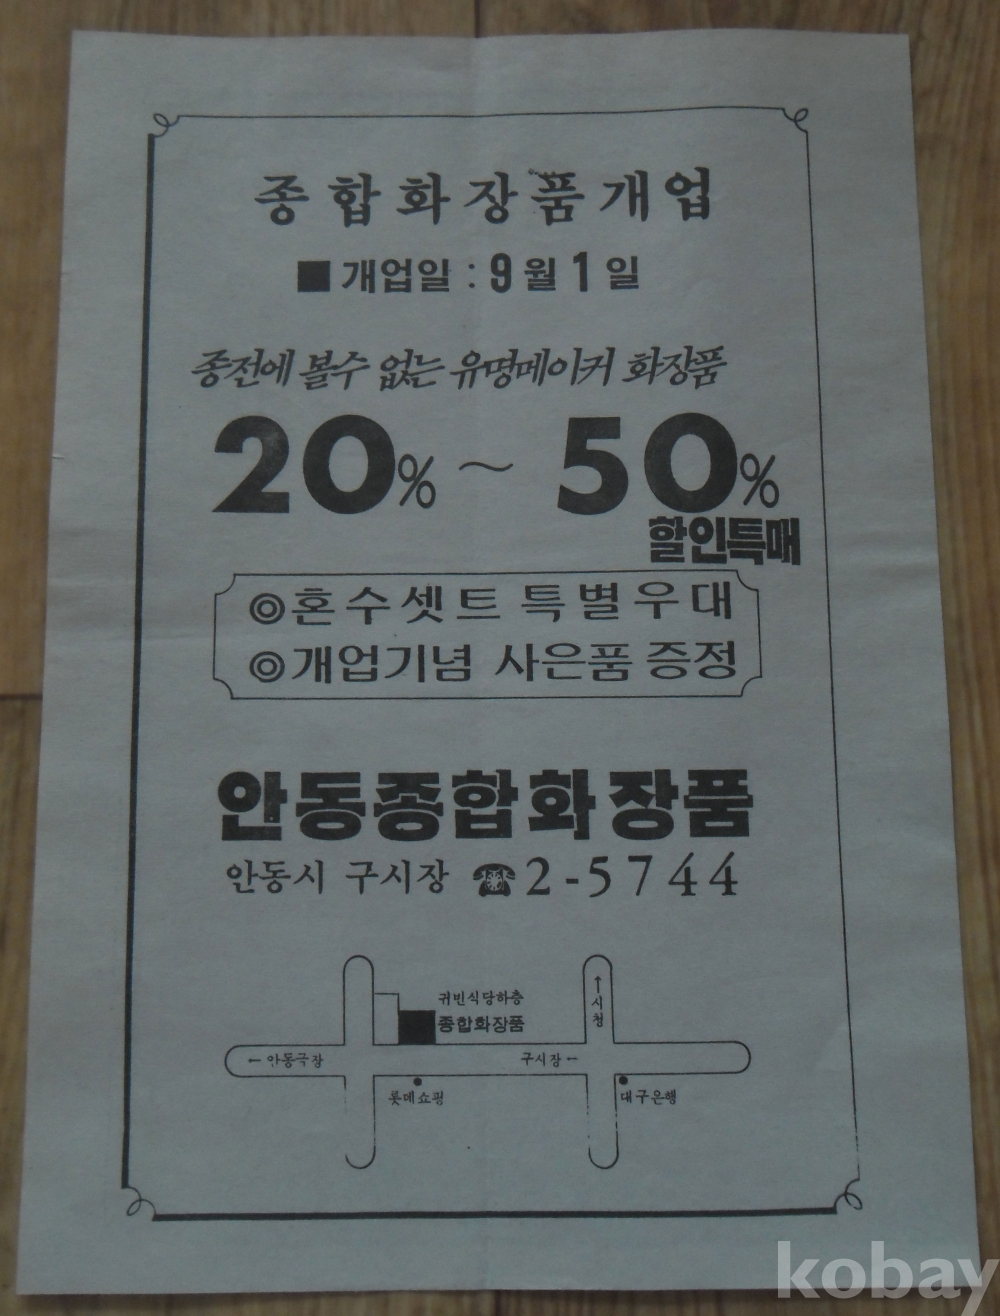 종합화장품개업
■ 개업일 : 9월 1일
종전에 볼수 없는 유명메이커 화장품
20% ~ 50%
할인특매
◎혼수셋트 특별우대
◎개업기념 사은품 증정
안동종합화장품
안동시 구시장 ☎2-5744
↑시청
귀빈식당하층
종합화장품
←안동극장
구시장←
롯데쇼핑
대구은행
kobay